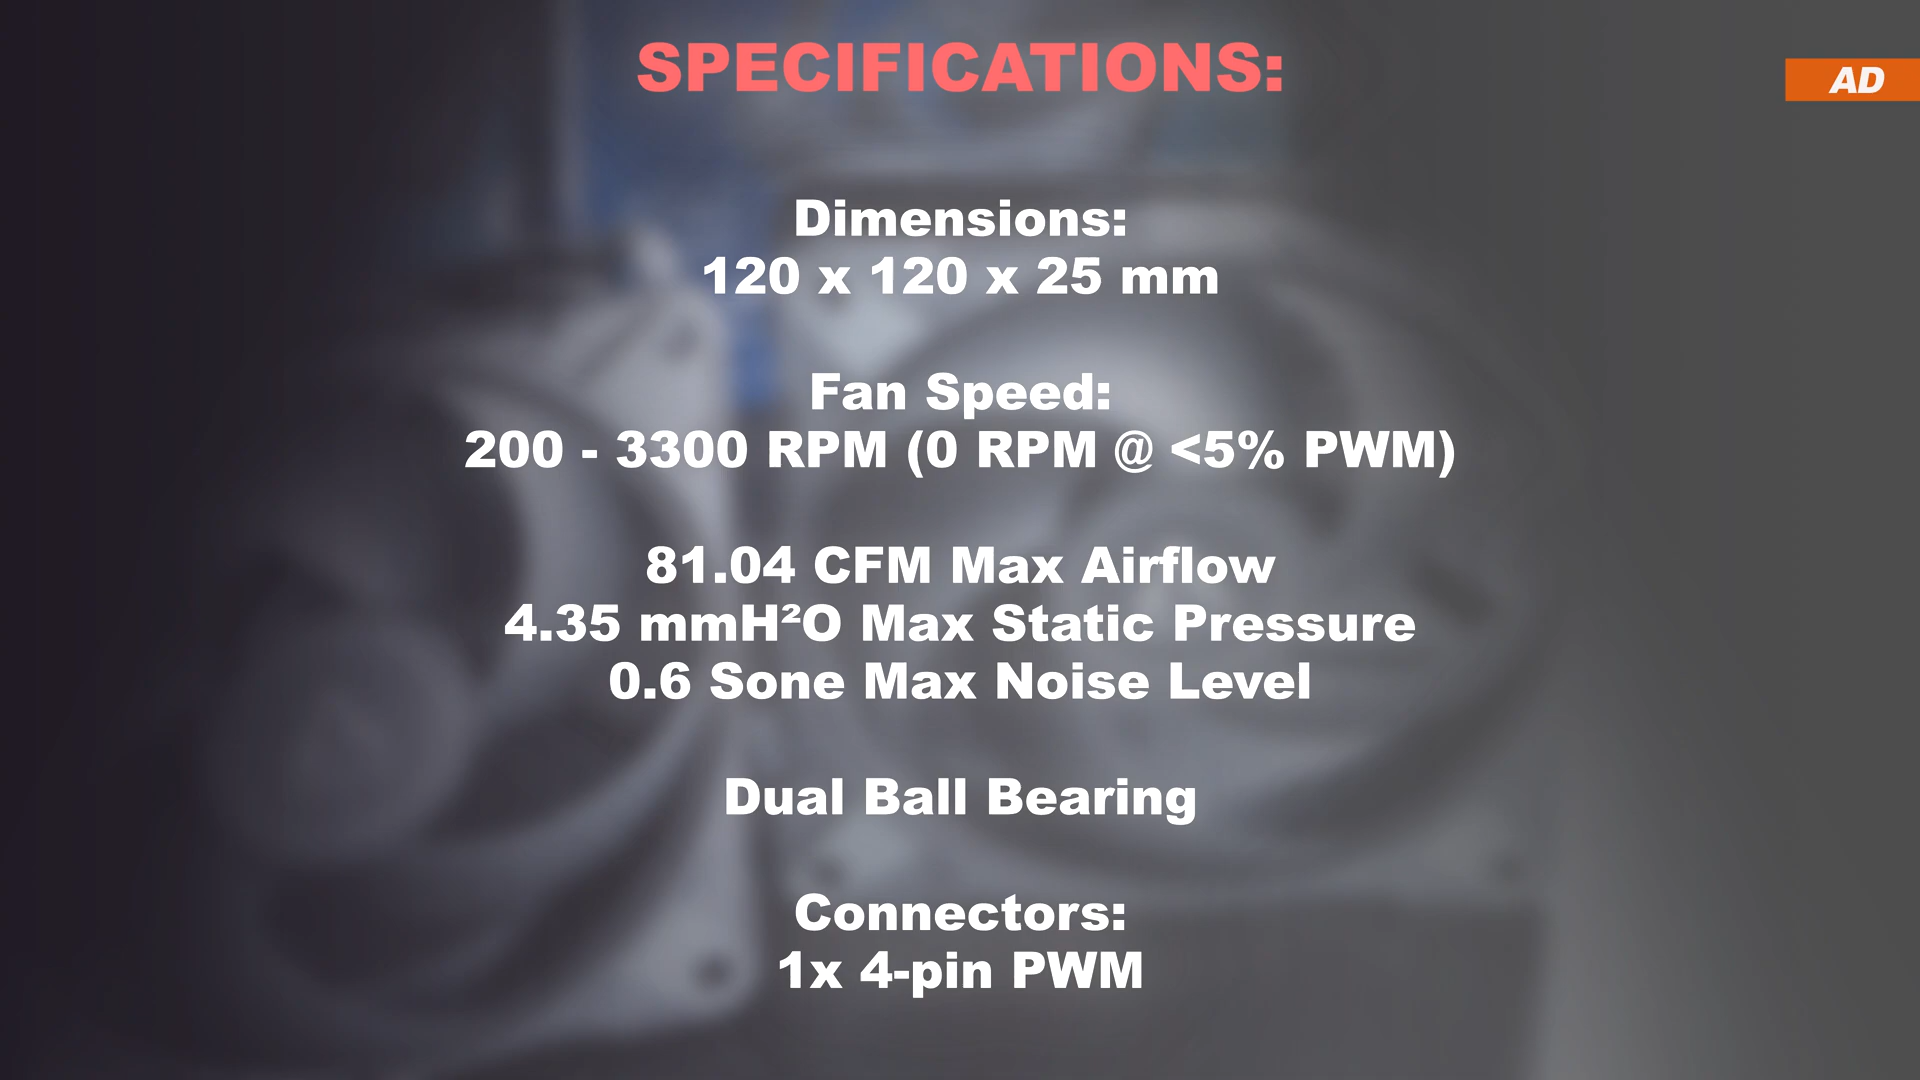 SPECIFICATIONS:
AD
Dimensions:
120 x 120 x 25 mm
Fan Speed:
200 - 3300 RPM (0 RPM @ <5% PWM)
81.04 CFM Max Airflow
4.35 mmH²O Max Static Pressure
0.6 Sone Max Noise Level
Dual Ball Bearing
Connectors:
1x 4-pin PWM